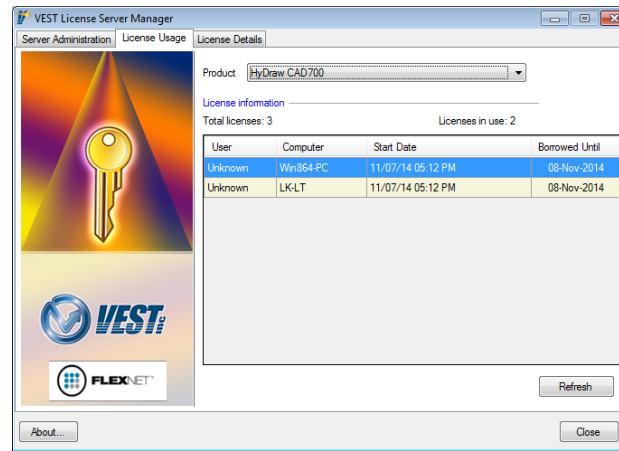 VEST License Server Manager
Server Administration License Usage License Details
Product HyDraw CAD700
License information
Total licenses: 3 Licenses in use: 2
User Computer Start Date Borrowed Until
Unknown Win864-PC 11/07/14 05:12 PM 08-Nov-2014
Unknown LK-LT 11/07/14 05:12 PM 08-Nov-2014
VEST
FLEXNET
Refresh
About... Close